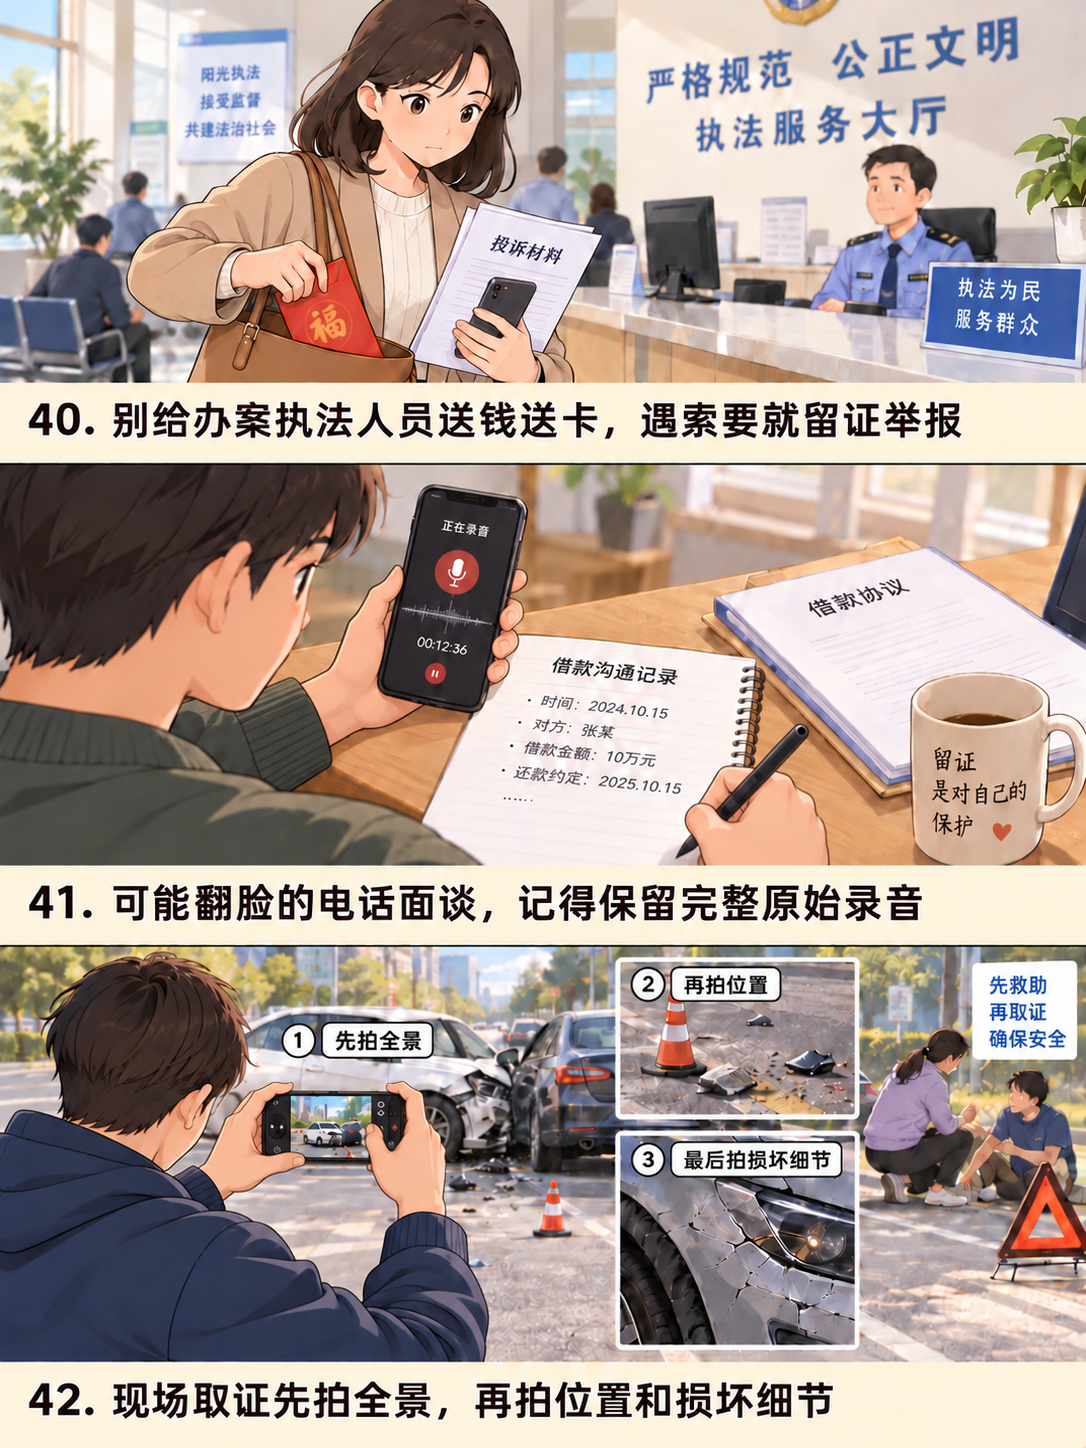 阳光执法
接受监督
共建法治社会
严格规范 公正文明
执法服务大厅
投诉材料
福
执法为民
服务群众
40. 别给办案执法人员送钱送卡，遇索要就留证举报
正在录音
00:12:36
借款沟通记录
· 时间：2024.10.15
· 对方：张某
· 借款金额：10万元
· 还款约定：2025.10.15
……
借款协议
留证
是对自己的
保护
41. 可能翻脸的电话面谈，记得保留完整原始录音
1 先拍全景
2 再拍位置
3 最后拍损坏细节
先救助
再取证
确保安全
42. 现场取证先拍全景，再拍位置和损坏细节